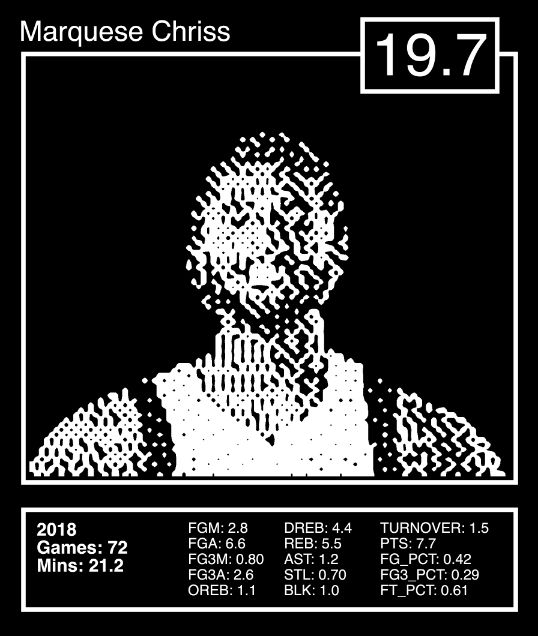 Marquese Chriss
19.7
2018
Games: 72
Mins: 21.2
FGM: 2.8
FGA: 6.6
FG3M: 0.80
FG3A: 2.6
OREB: 1.1
DREB: 4.4
REB: 5.5
AST: 1.2
STL: 0.70
BLK: 1.0
TURNOVER: 1.5
PTS: 7.7
FG_PCT: 0.42
FG3_PCT: 0.29
FT_PCT: 0.61